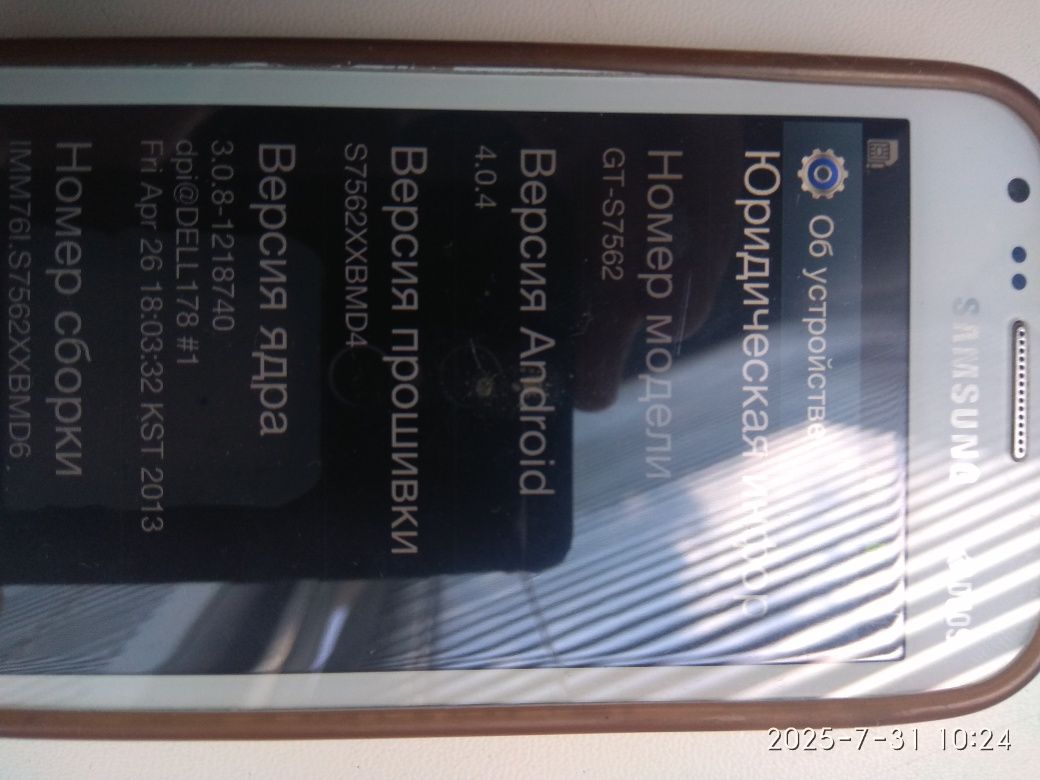 SAMSUNG DUOS
Об устройстве
Юридическая инфор
Номер модели
GT-S7562
Версия Android
4.0.4
Версия прошивки
S7562XXBMD4
Версия ядра
3.0.8-1218740
dpi@DELL178 #1
Fri Apr 26 18:03:32 KST 2013
Номер сборки
IMM76I.S7562XXBMD6
2025-7-31 10:24